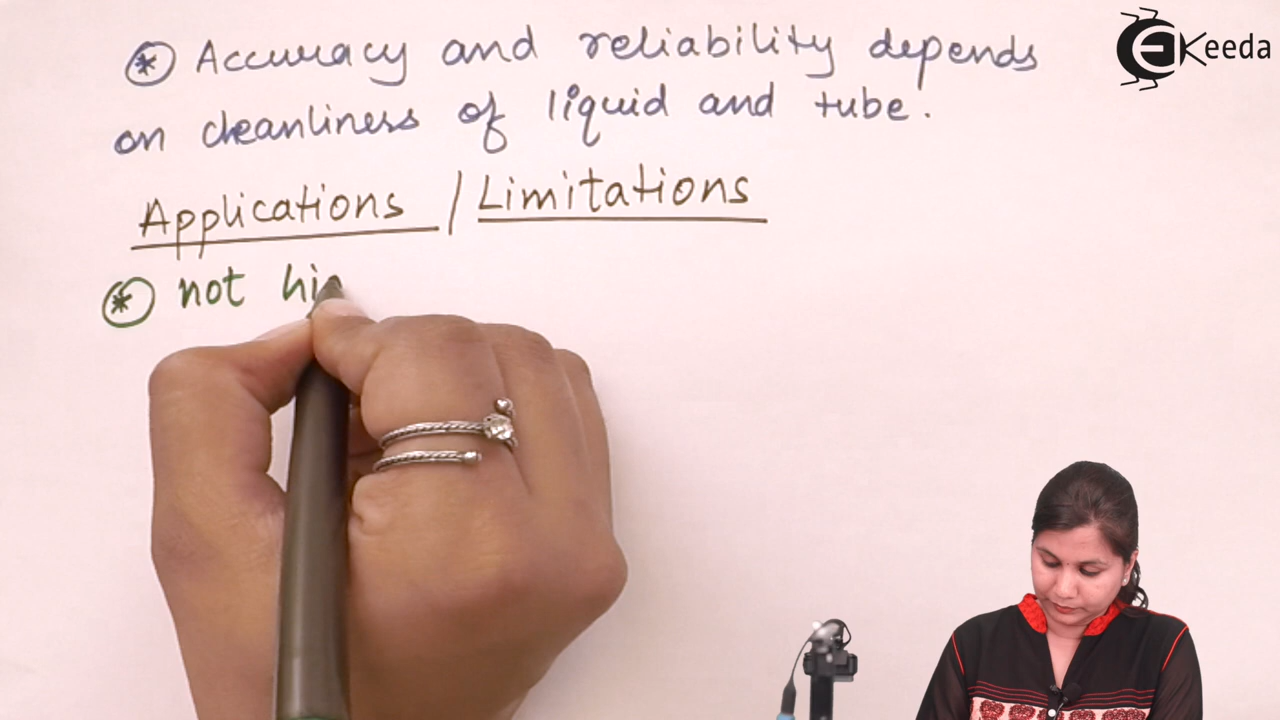 Accuracy and reliability depends
on cleanliness of liquid and tube.
Applications / Limitations
not
Ekeeda